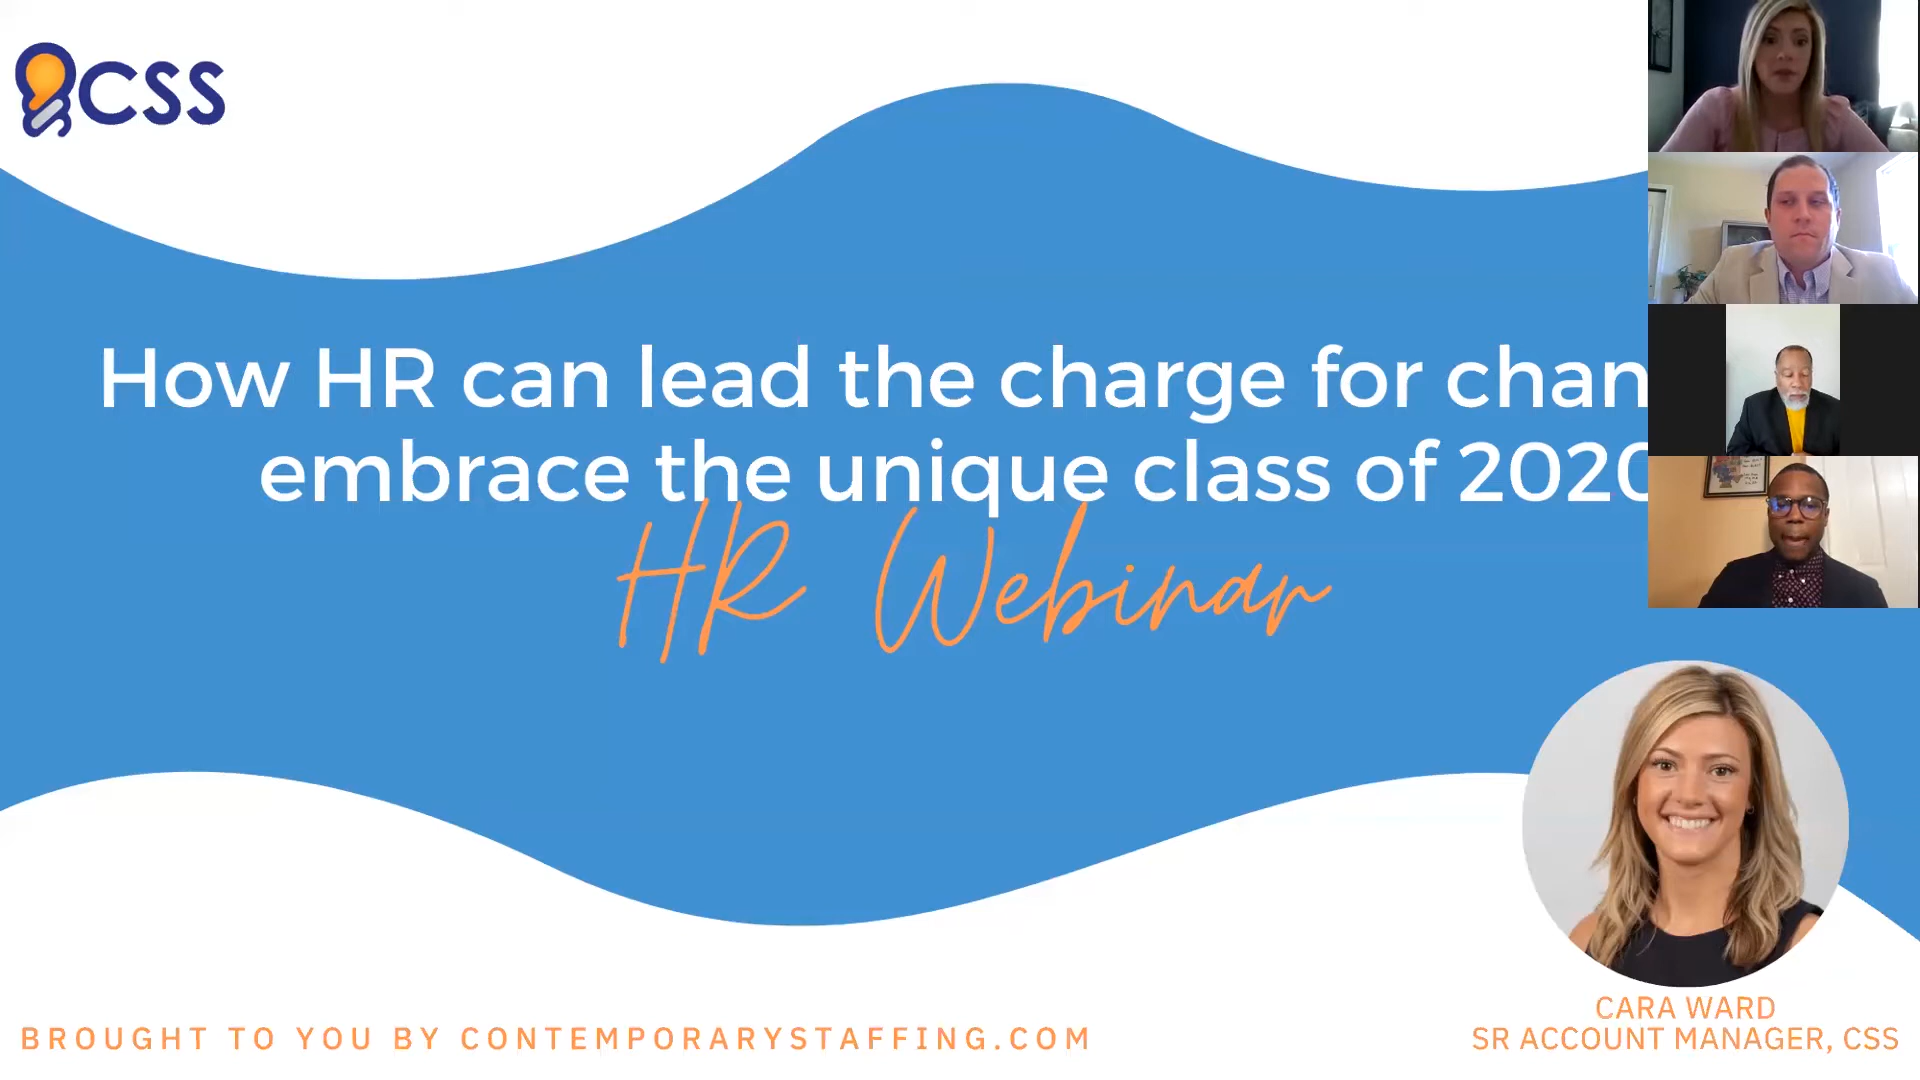 CSS
How HR can lead the charge for chan
embrace the unique class of 2020
HR Webinar
CARA WARD
SR ACCOUNT MANAGER, CSS
BROUGHT TO YOU BY CONTEMPORARYSTAFFING.COM